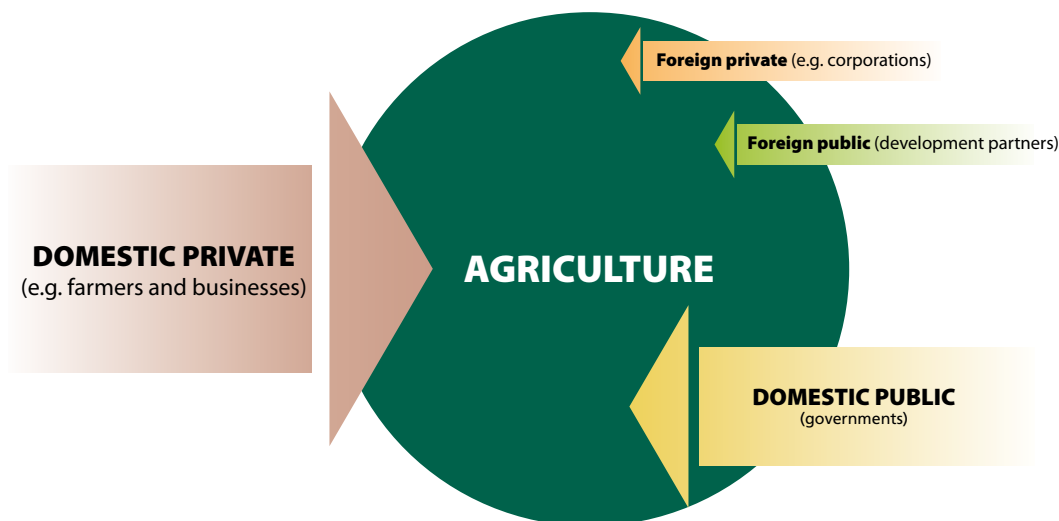 Foreign private (e.g. corporations)
Foreign public (development partners)
DOMESTIC PRIVATE
(e.g. farmers and businesses)
AGRICULTURE
DOMESTIC PUBLIC
(governments)